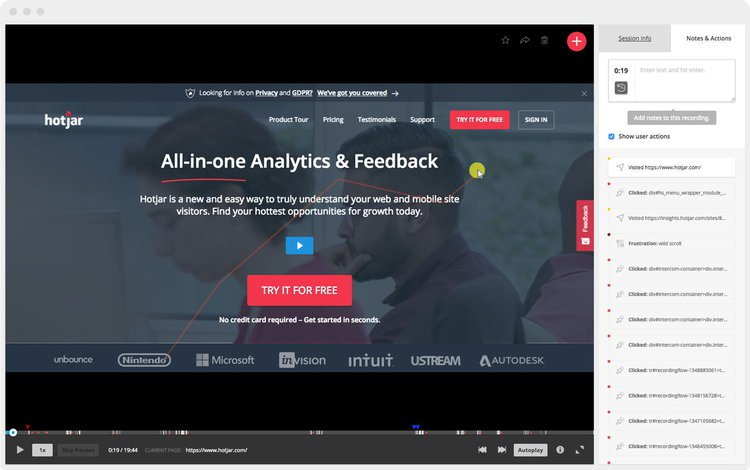 Session Info
Notes & Actions
0:19
Enter text and hit enter.
Add notes to this recording.
Show user actions
Looking for info on Privacy and GDPR? We've got you covered →
hotjar
Product Tour
Pricing
Testimonials
Support
TRY IT FOR FREE
SIGN IN
All-in-one Analytics & Feedback
Hotjar is a new and easy way to truly understand your web and mobile site
visitors. Find your hottest opportunities for growth today.
Feedback
TRY IT FOR FREE
No credit card required – Get started in seconds.
unbounce
Nintendo
Microsoft
invision
intuit
USTREAM
AUTODESK
Visited https://www.hotjar.com/
Clicked: div#hs_menu_wrapper_module_...
Visited https://insights.hotjar.com/sites/8...
Frustration: wild scroll
Clicked: div#intercom-container>div.inter...
Clicked: div#intercom-container>div.inter...
Clicked: div#intercom-container>div.inter...
Clicked: div#intercom-container>div.inter...
Clicked: tr#recordingRow-1348885061>t...
Clicked: tr#recordingRow-1348156728>t...
Clicked: tr#recordingRow-1347105682>t...
Clicked: tr#recordingRow-1346455008>t...
1x
Skip Pauses
0:19 / 19:44
CURRENT PAGE: https://www.hotjar.com/
Autoplay